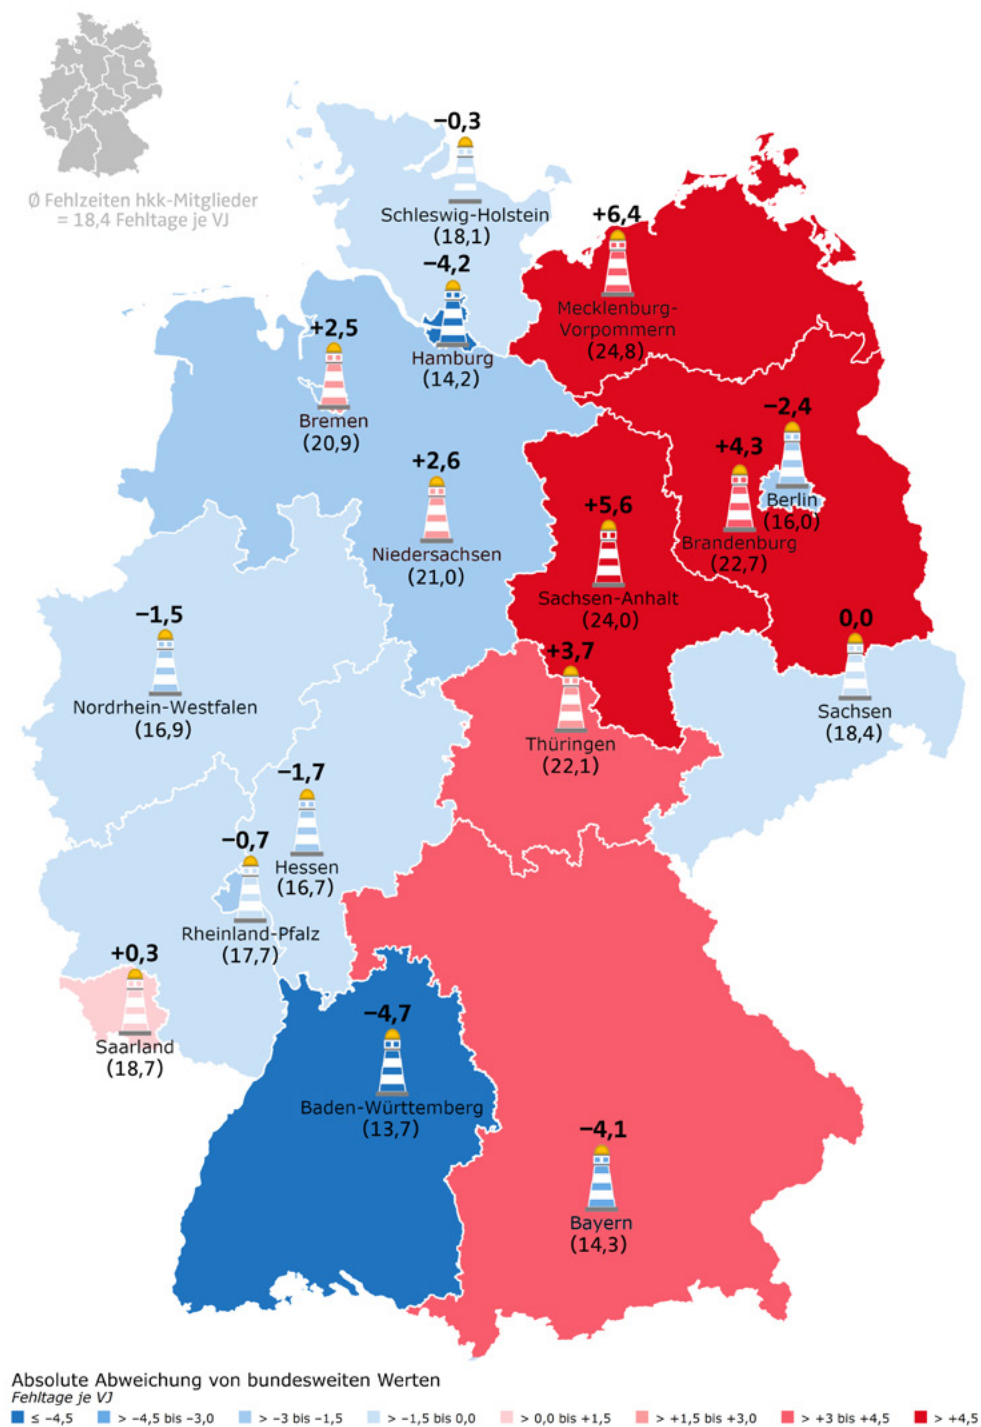 Ø Fehlzeiten hkk-Mitglieder
= 18,4 Fehltage je VJ
−0,3
Schleswig-Holstein
(18,1)
+6,4
Mecklenburg-
Vorpommern
(24,8)
−4,2
Hamburg
(14,2)
+2,5
Bremen
(20,9)
−2,4
Berlin
(16,0)
+4,3
Brandenburg
(22,7)
+2,6
Niedersachsen
(21,0)
+5,6
Sachsen-Anhalt
(24,0)
−1,5
Nordrhein-Westfalen
(16,9)
0,0
Sachsen
(18,4)
+3,7
Thüringen
(22,1)
−1,7
Hessen
(16,7)
−0,7
Rheinland-Pfalz
(17,7)
+0,3
Saarland
(18,7)
−4,7
Baden-Württemberg
(13,7)
−4,1
Bayern
(14,3)
Absolute Abweichung von bundesweiten Werten
Fehltage je VJ
≤ −4,5 > −4,5 bis −3,0 > −3 bis −1,5 > −1,5 bis 0,0 > 0,0 bis +1,5 > +1,5 bis +3,0 > +3 bis +4,5 > +4,5